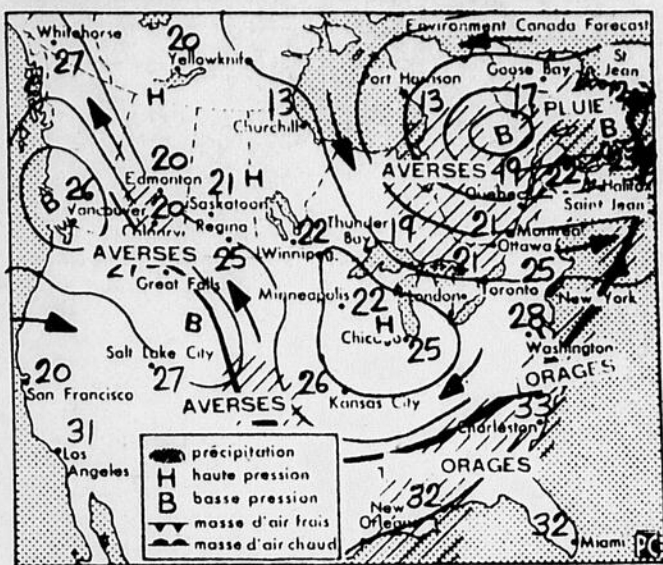 Environment Canada Forecast
Whitehorse
27
20
Yellowknife
Port Harrison
Goose Bay
St
Jean
H
13
Churchill
13
17
PLUIE
B
B
AVERSES
20
Edmonton
21
H
Saskatoon
Quebec
22
Halifax
Saint Jean
B
26
Vancouver
20
Calgary
Regina
AVERSES
25
22
Winnipeg
Thunder
Bay
19
21
Montreal
Ottawa
Great Falls
Minneapolis
22
London
21
Toronto
25
New York
B
H
Chicago
25
28
Washington
Salt Lake City
27
20
San Francisco
AVERSES
26
Kansas City
ORAGES
31
Los
Angeles
33
Charleston
ORAGES
New
Orleans
32
32
Miami
précipitation
H haute pression
B basse pression
masse d'air frais
masse d'air chaud
PC